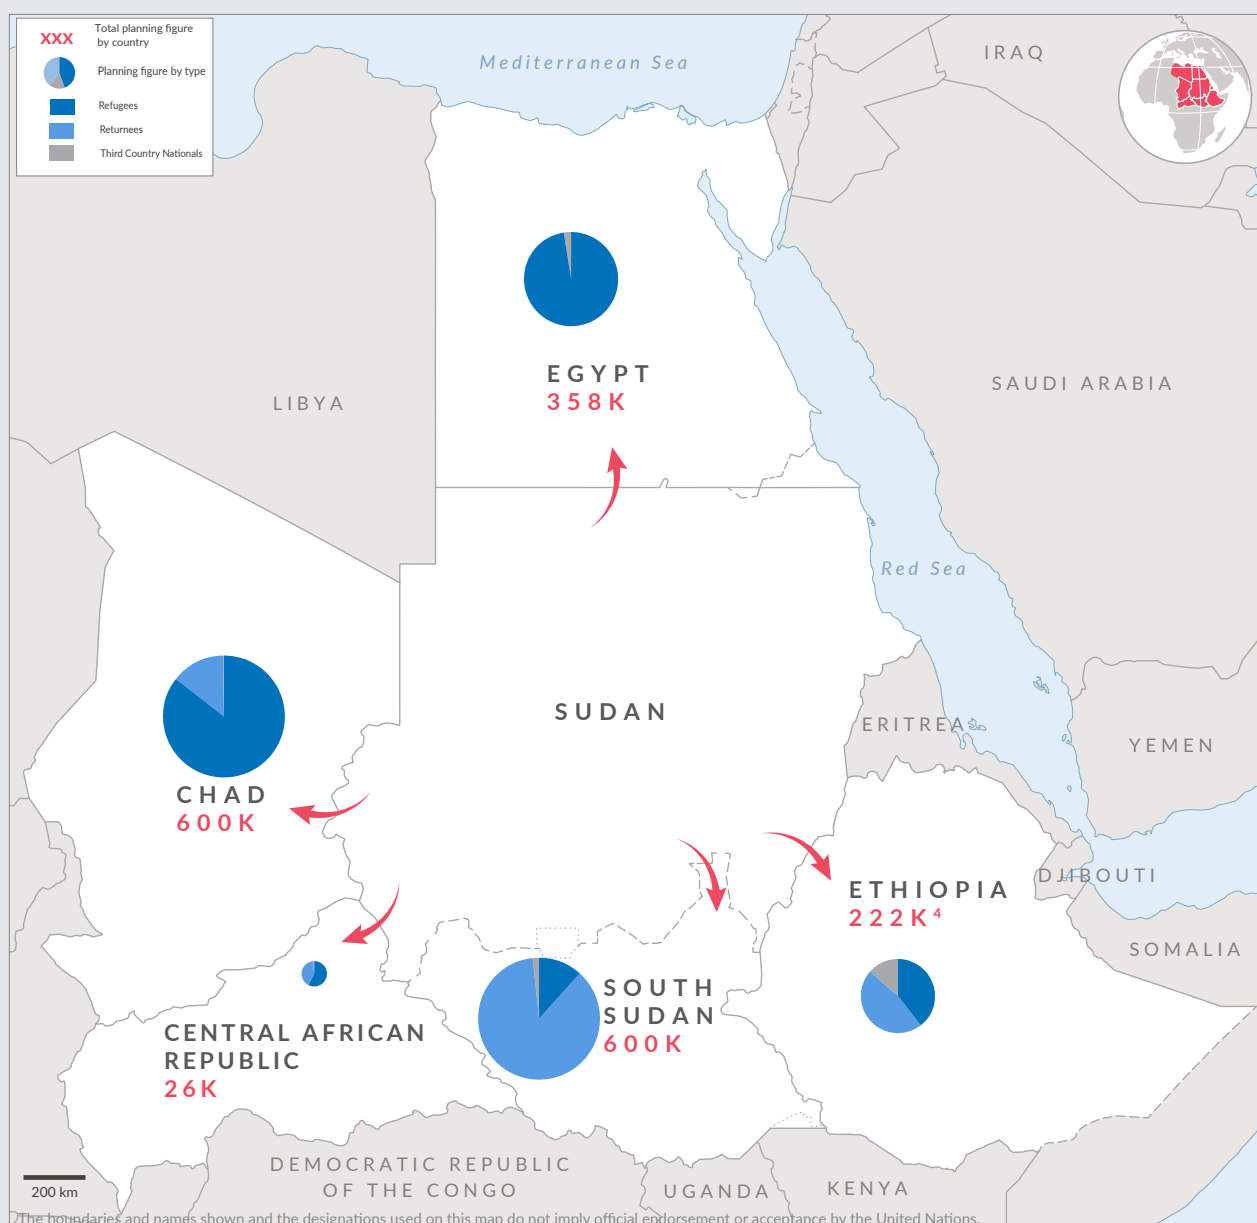 XXX Total planning figure
by country
Planning figure by type
Refugees
Returnees
Third Country Nationals
Mediterranean Sea
IRAQ
LIBYA
EGYPT
358K
SAUDI ARABIA
Red Sea
SUDAN
ERITREA
YEMEN
CHAD
600K
ETHIOPIA
222K⁴
DJIBOUTI
SOMALIA
SOUTH
SUDAN
600K
CENTRAL AFRICAN
REPUBLIC
26K
DEMOCRATIC REPUBLIC
OF THE CONGO
UGANDA
KENYA
200 km
The boundaries and names shown and the designations used on this map do not imply official endorsement or acceptance by the United Nations.